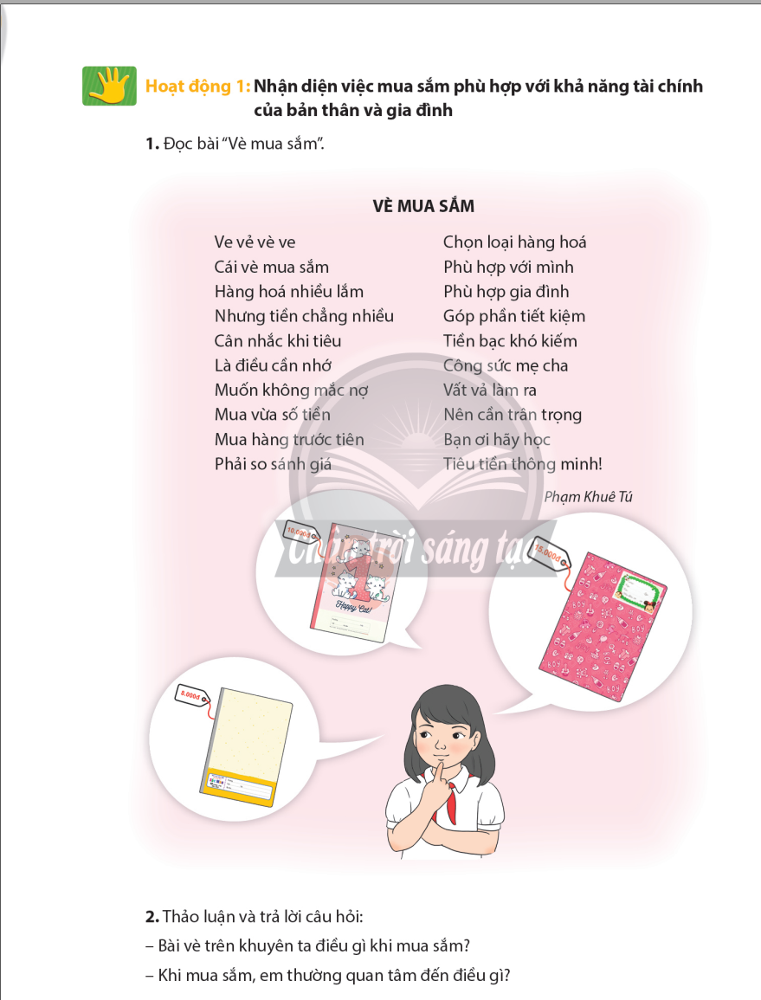 Hoạt động 1: Nhận diện việc mua sắm phù hợp với khả năng tài chính
của bản thân và gia đình
1. Đọc bài “Vè mua sắm”.
VÈ MUA SẮM
Ve vẻ vè ve
Cái vè mua sắm
Hàng hoá nhiều lắm
Nhưng tiền chẳng nhiều
Cân nhắc khi tiêu
Là điều cần nhớ
Muốn không mắc nợ
Mua vừa số tiền
Mua hàng trước tiên
Phải so sánh giá
Chọn loại hàng hoá
Phù hợp với mình
Phù hợp gia đình
Góp phần tiết kiệm
Tiền bạc khó kiếm
Công sức mẹ cha
Vất vả làm ra
Nên cần trân trọng
Bạn ơi hãy học
Tiêu tiền thông minh!
Phạm Khuê Tú
Chân trời sáng tạo
10.000đ
1
Happy Cat!
15.000đ
8.000đ
2. Thảo luận và trả lời câu hỏi:
– Bài vè trên khuyên ta điều gì khi mua sắm?
– Khi mua sắm, em thường quan tâm đến điều gì?